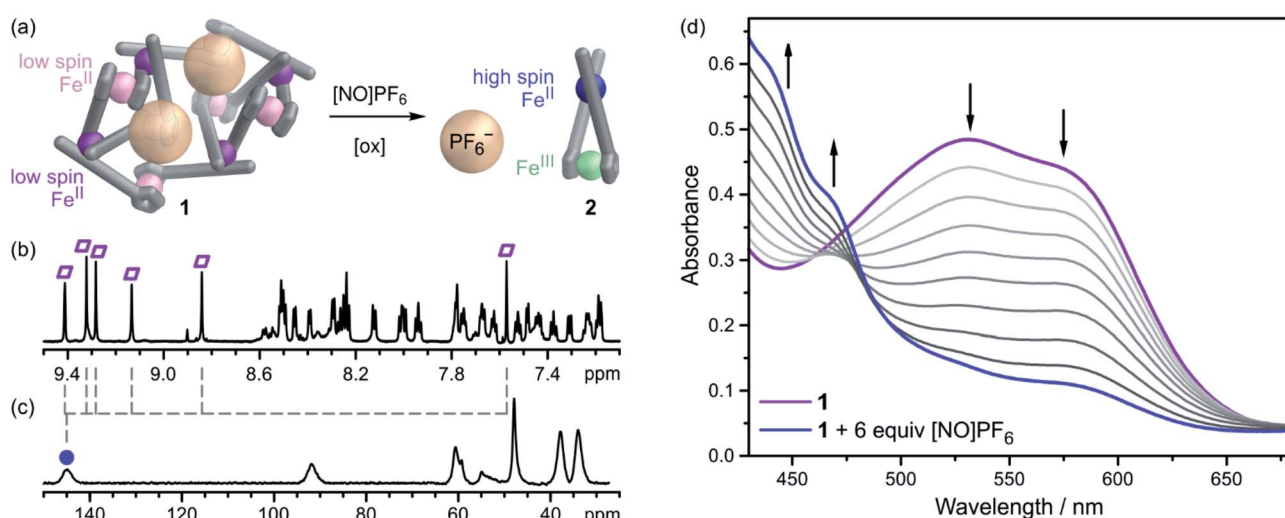 (a)
low spin
Fe^II
low spin
Fe^II
1
[NO]PF₆
[ox]
PF₆⁻
high spin
Fe^II
Fe^III
2
(b)
9.4 9.0 8.6 8.2 7.8 7.4 ppm
(c)
140 100 80 60 40 ppm
(d)
Absorbance
0.6
0.5
0.4
0.3
0.2
0.1
0.0
1
1 + 6 equiv [NO]PF₆
450 500 550 600 650
Wavelength / nm